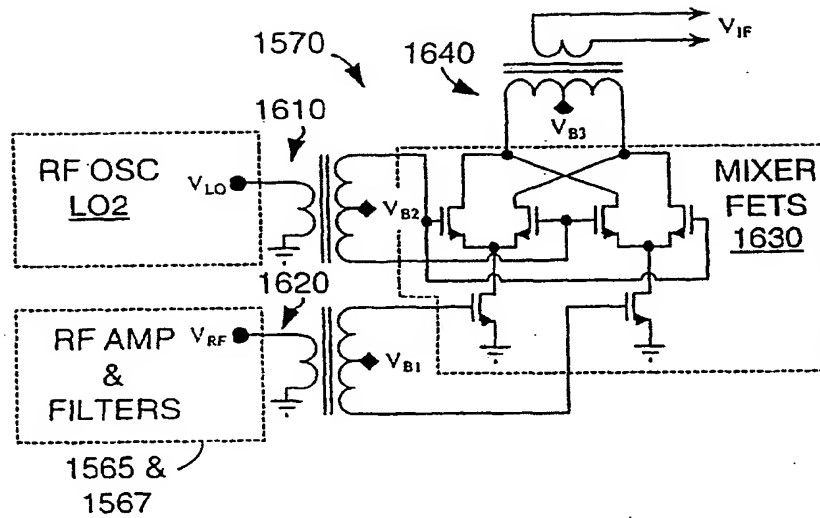 1570
V_IF
1640
1610
V_B3
RF OSC
LO2
V_LO
V_B2
MIXER
FETS
1630
1620
RF AMP
&
FILTERS
V_RF
V_B1
1565 &
1567